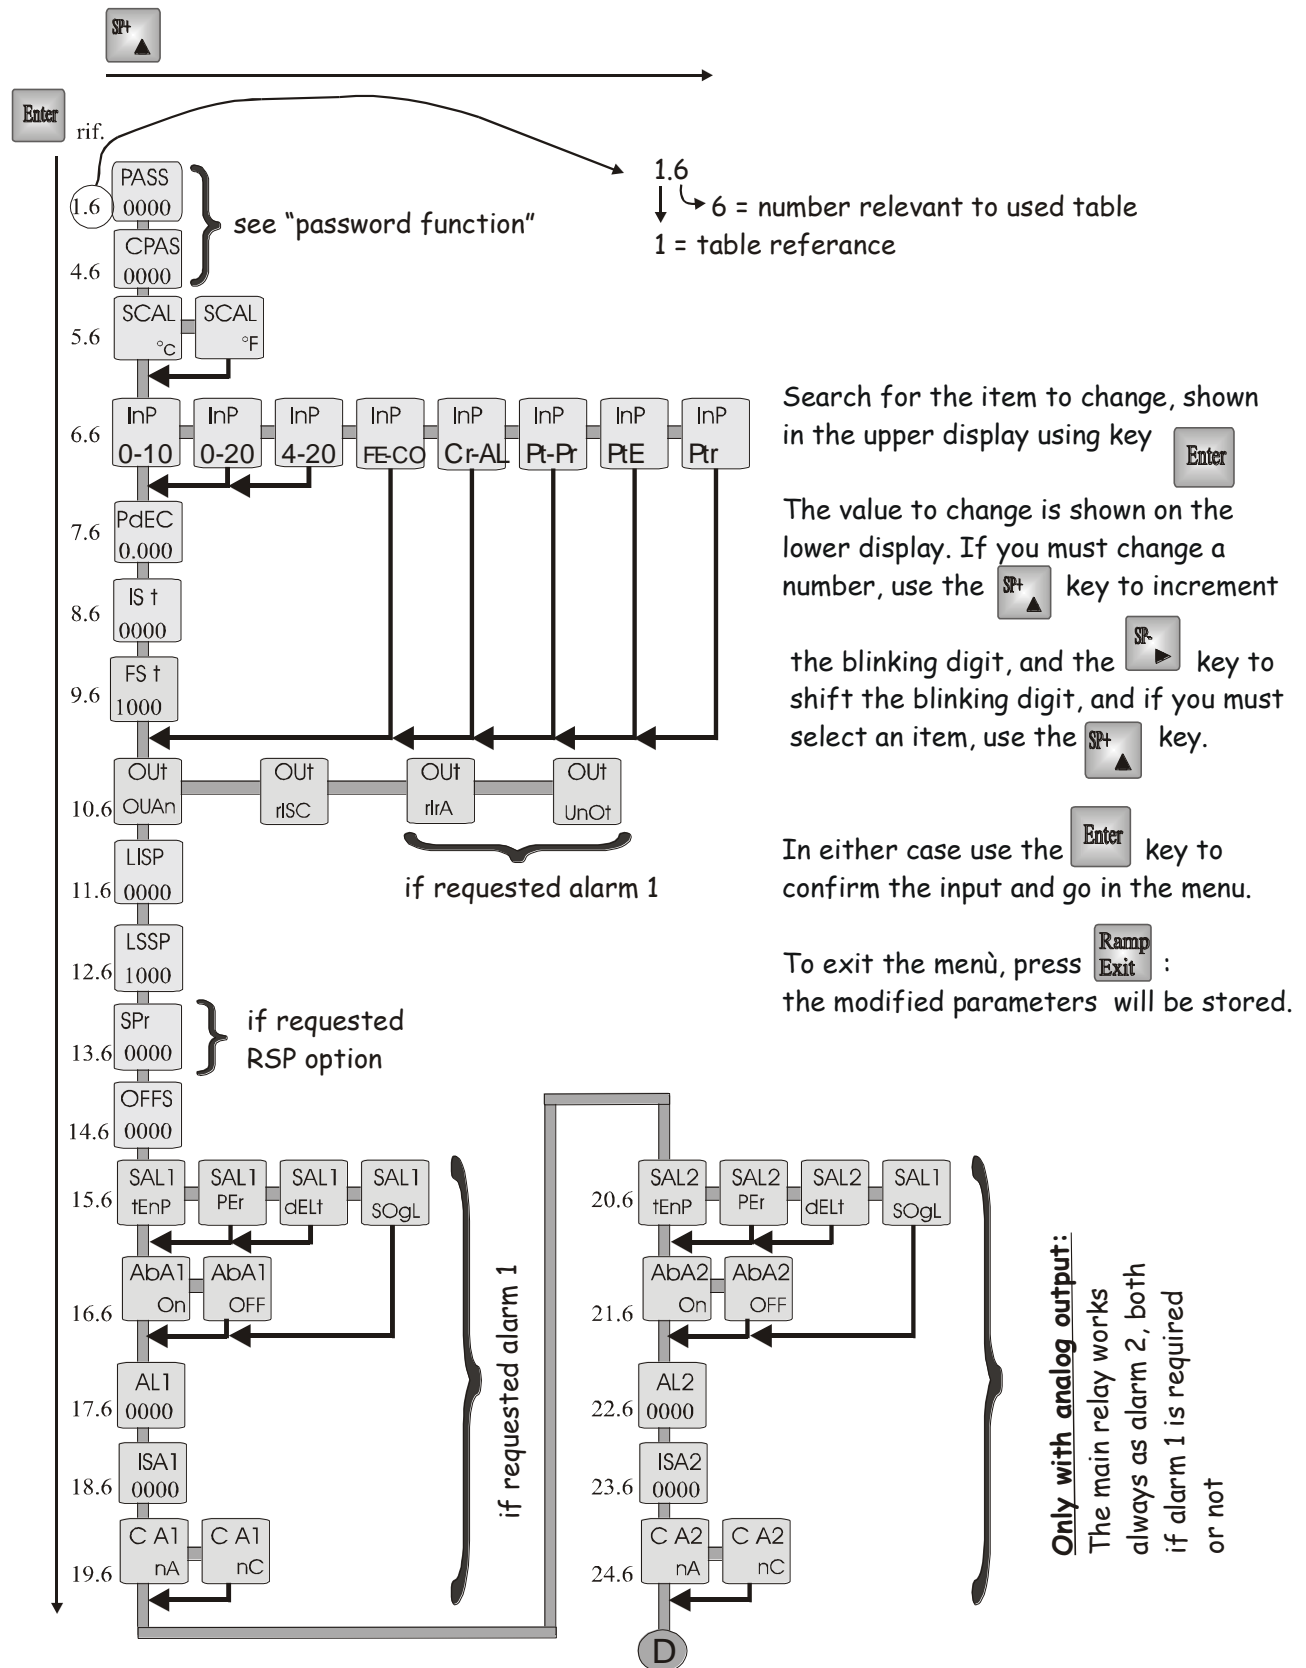 SP+
Enter
rif.
1.6
PASS
0000
see “password function”
1.6
6 = number relevant to used table
1 = table referance
4.6
CPAS
0000
5.6
SCAL
°c
SCAL
°F
6.6
InP
0-10
InP
0-20
InP
4-20
InP
FE-CO
InP
Cr-AL
InP
Pt-Pr
InP
PtE
InP
Ptr
7.6
PdEC
0.000
8.6
IS t
0000
9.6
FS t
1000
10.6
OUt
OUAn
OUt
rISC
OUt
rIrA
OUt
UnOt
if requested alarm 1
11.6
LISP
0000
12.6
LSSP
1000
13.6
SPr
0000
if requested
RSP option
14.6
OFFS
0000
Search for the item to change, shown
in the upper display using key Enter
The value to change is shown on the
lower display. If you must change a
number, use the SP+ key to increment
the blinking digit, and the SP- key to
shift the blinking digit, and if you must
select an item, use the SP+ key.
In either case use the Enter key to
confirm the input and go in the menu.
To exit the menù, press Ramp Exit :
the modified parameters will be stored.
15.6
SAL1
tEnP
SAL1
PEr
SAL1
dELt
SAL1
SOgL
16.6
AbA1
On
AbA1
OFF
17.6
AL1
0000
18.6
ISA1
0000
19.6
C A1
nA
C A1
nC
if requested alarm 1
20.6
SAL2
tEnP
SAL2
PEr
SAL2
dELt
SAL1
SOgL
21.6
AbA2
On
AbA2
OFF
22.6
AL2
0000
23.6
ISA2
0000
24.6
C A2
nA
C A2
nC
D
Only with analog output:
The main relay works
always as alarm 2, both
if alarm 1 is required
or not